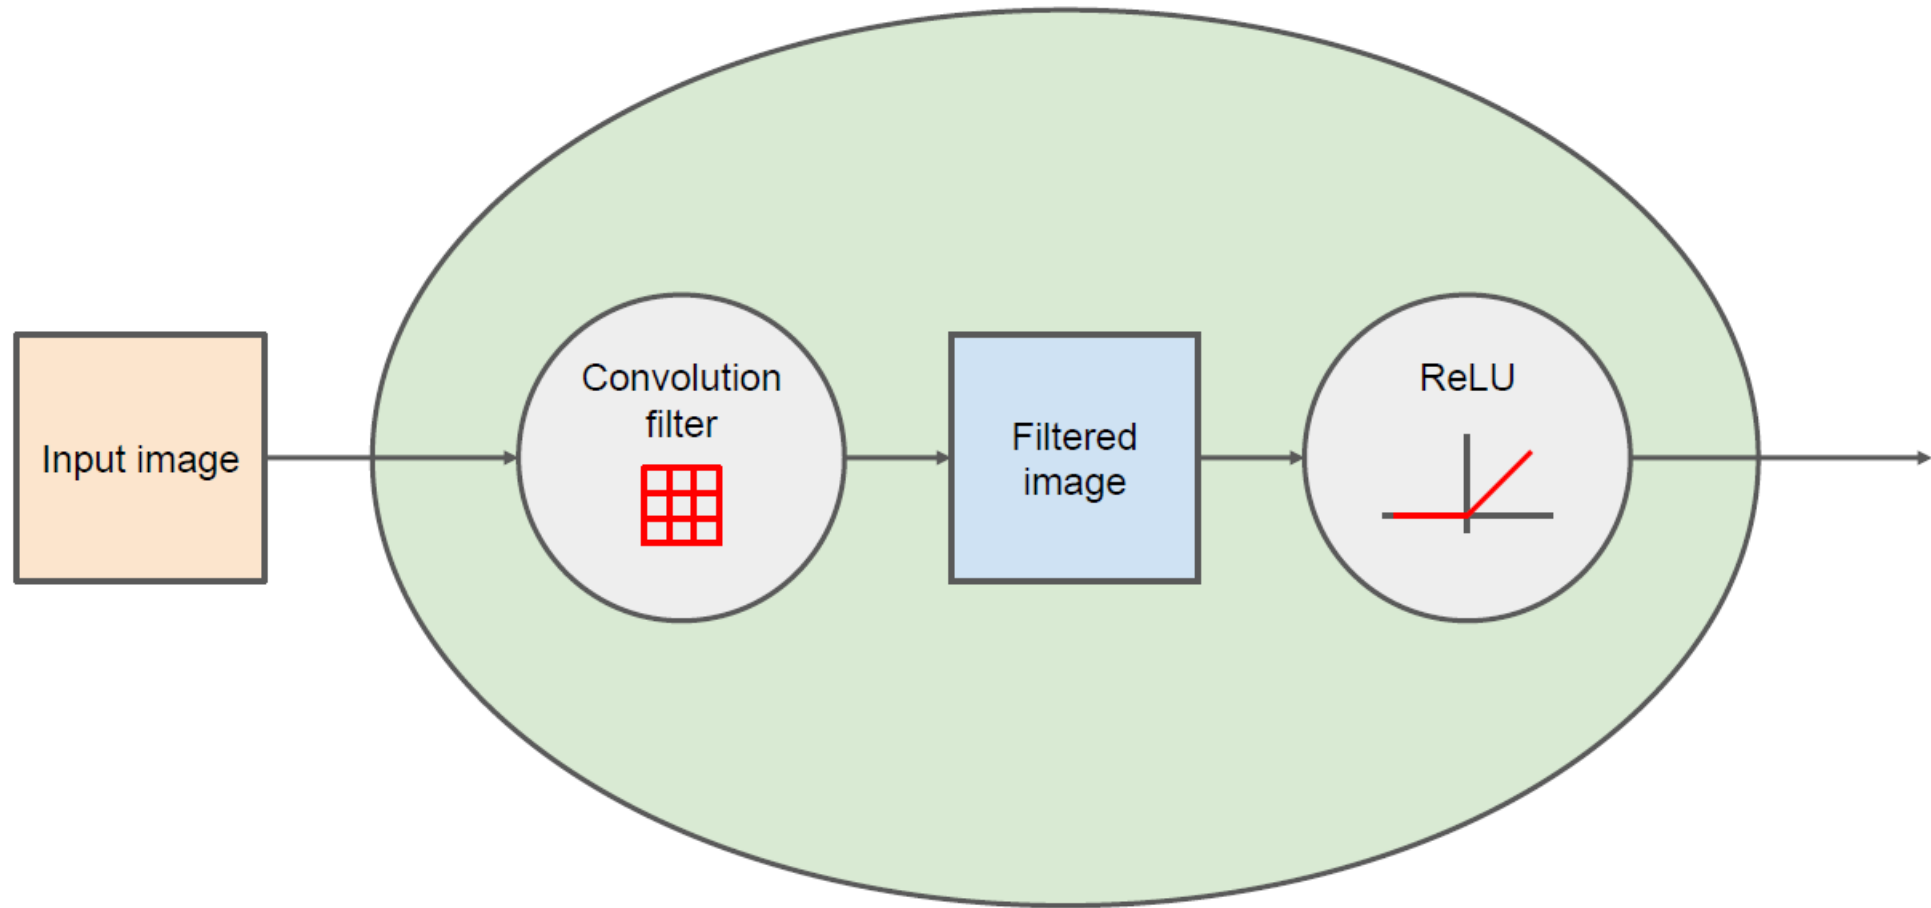 Input image
Convolution
filter
Filtered
image
ReLU